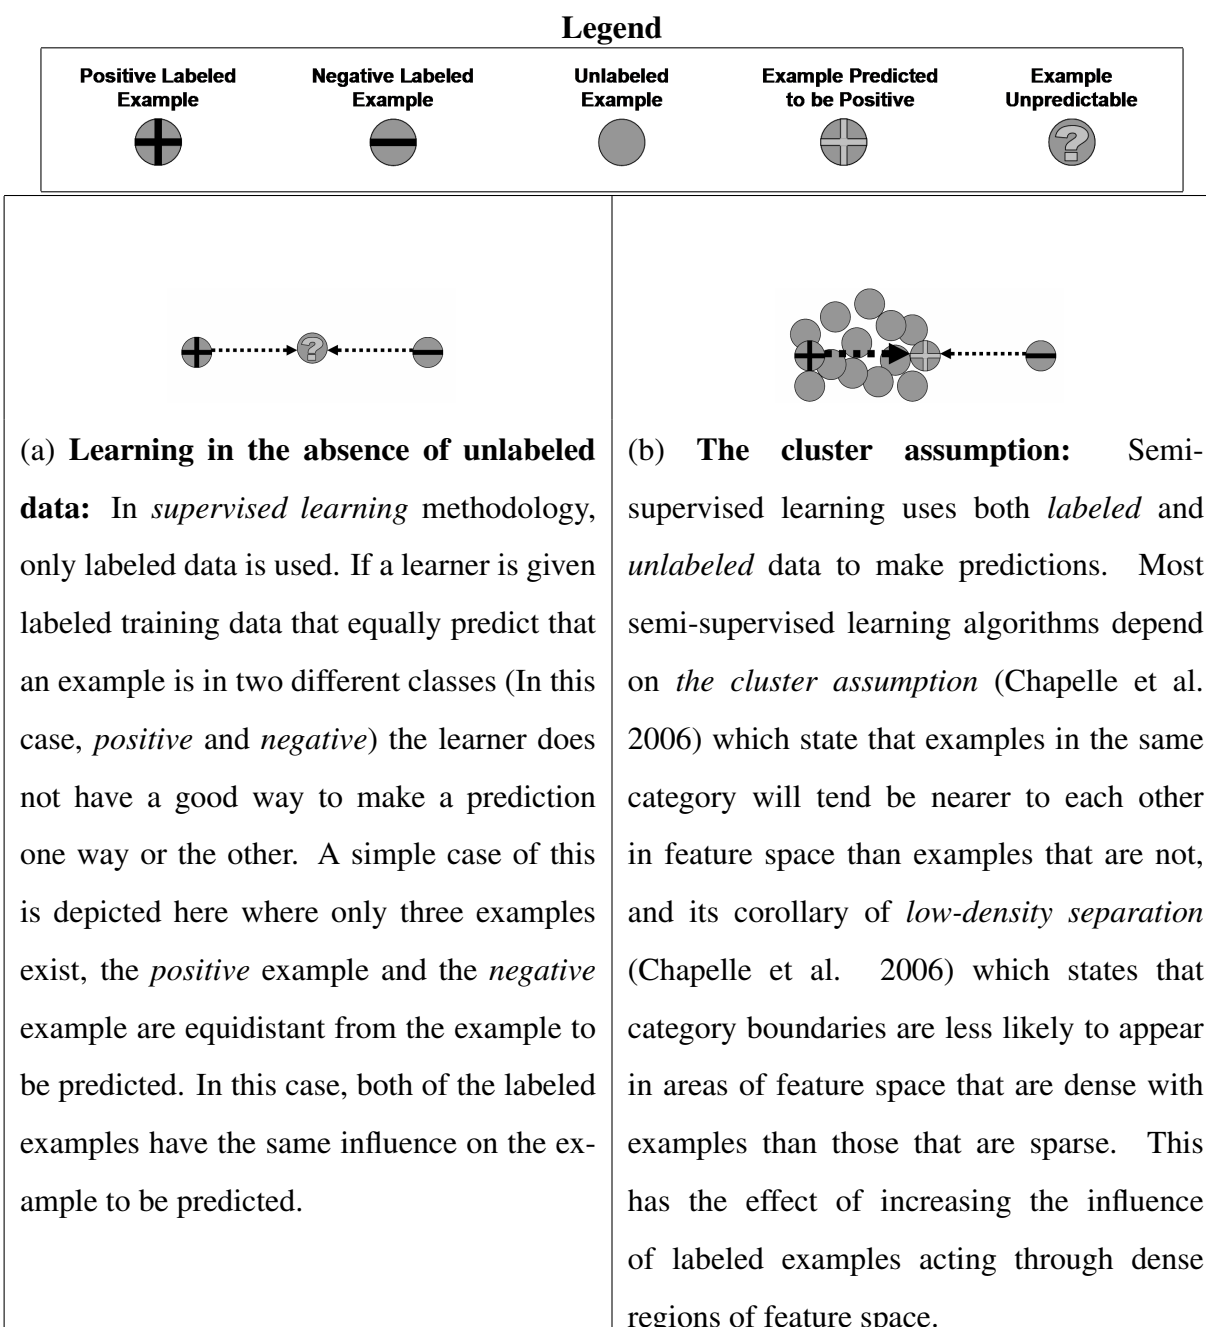 Legend
Positive Labeled Example
Negative Labeled Example
Unlabeled Example
Example Predicted to be Positive
Example Unpredictable
(a) Learning in the absence of unlabeled
data: In supervised learning methodology,
only labeled data is used. If a learner is given
labeled training data that equally predict that
an example is in two different classes (In this
case, positive and negative) the learner does
not have a good way to make a prediction
one way or the other. A simple case of this
is depicted here where only three examples
exist, the positive example and the negative
example are equidistant from the example to
be predicted. In this case, both of the labeled
examples have the same influence on the ex-
ample to be predicted.
(b) The cluster assumption: Semi-
supervised learning uses both labeled and
unlabeled data to make predictions. Most
semi-supervised learning algorithms depend
on the cluster assumption (Chapelle et al.
2006) which state that examples in the same
category will tend be nearer to each other
in feature space than examples that are not,
and its corollary of low-density separation
(Chapelle et al. 2006) which states that
category boundaries are less likely to appear
in areas of feature space that are dense with
examples than those that are sparse. This
has the effect of increasing the influence
of labeled examples acting through dense
regions of feature space.